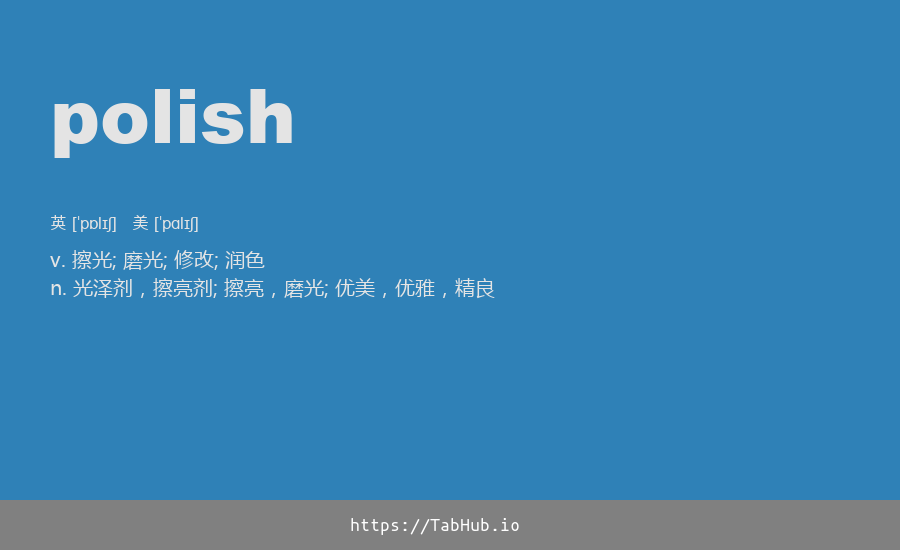 polish
英 [ˈpɒlɪʃ] 美 [ˈpɑlɪʃ]
v. 擦光; 磨光; 修改; 润色
n. 光泽剂，擦亮剂; 擦亮，磨光; 优美，优雅，精良
https://TabHub.io